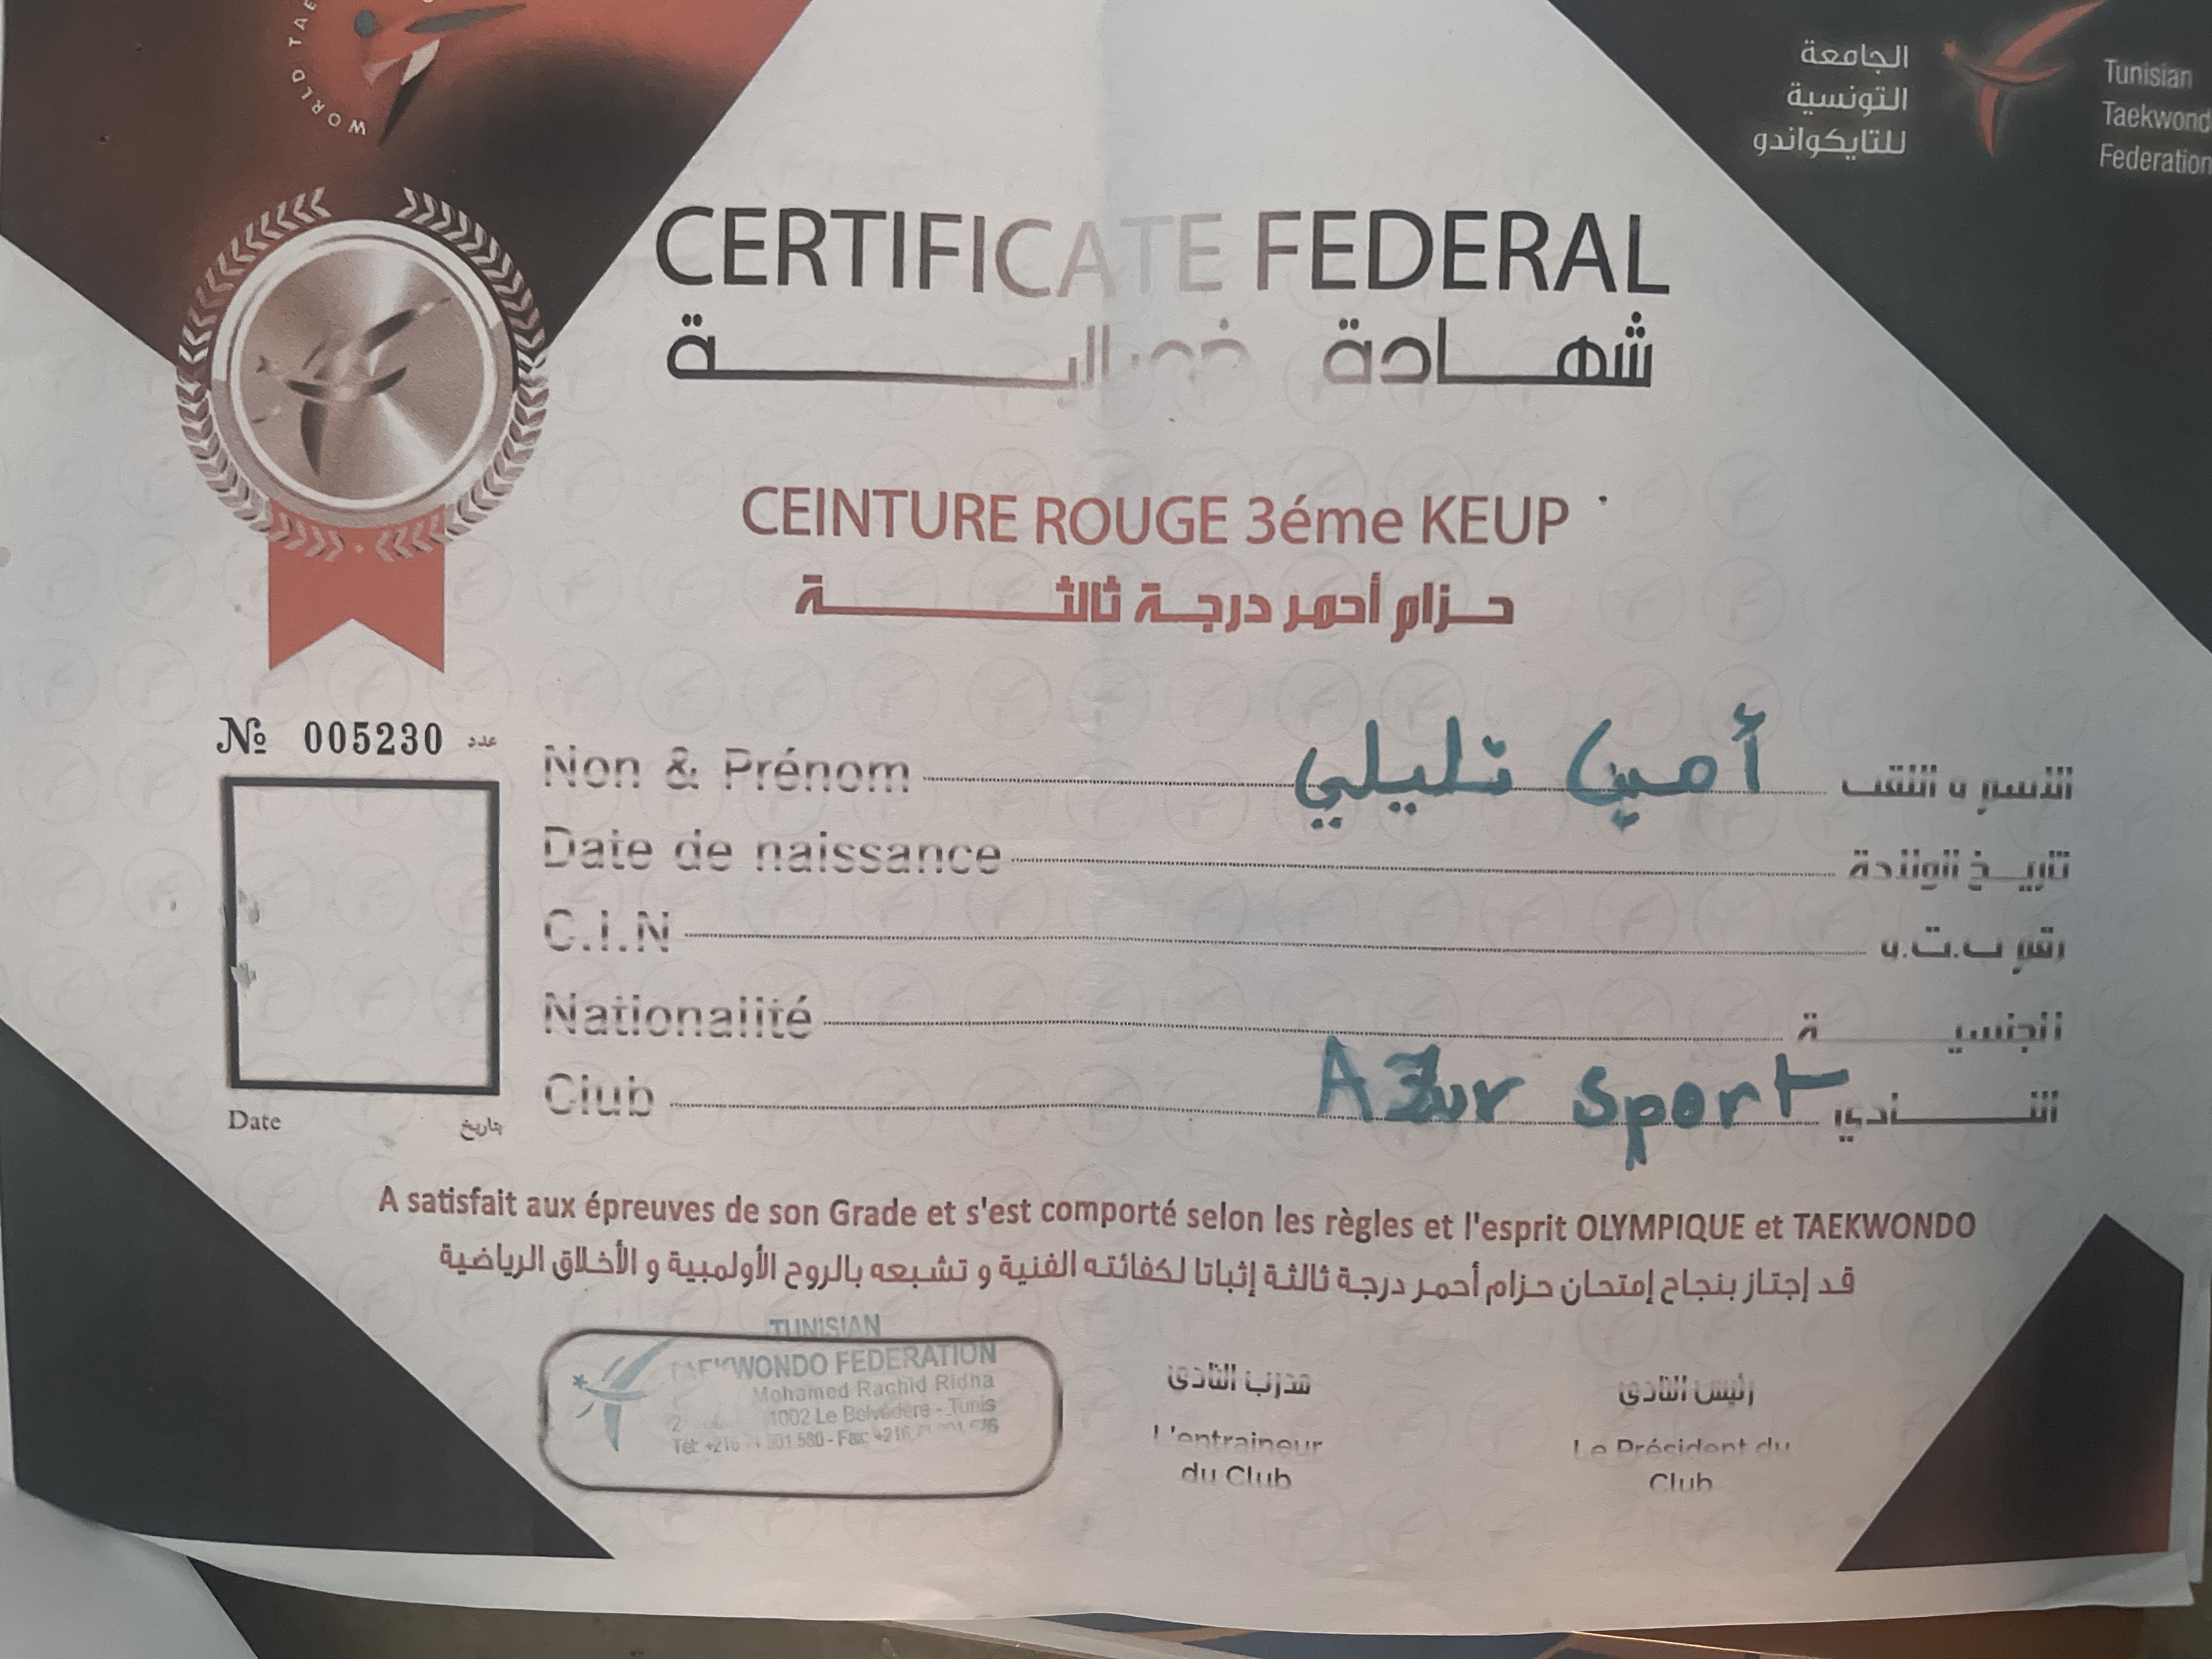 WORLD TAE
الجامعة
التونسية
للتايكواندو
Tunisian
Taekwond
Federation
CERTIFICATE FEDERAL
شهادة
CEINTURE ROUGE 3éme KEUP
حزام أحمر درجة ثالثة
№ 005230 عدد
Non & Prénom أمين تليلي الاسم و اللقب
Date de naissance تاريخ الولادة
C.I.N رقم ب.ت.و
Nationalité الجنسية
Club Azur Sport النادي
Date تاريخ
A satisfait aux épreuves de son Grade et s'est comporté selon les règles et l'esprit OLYMPIQUE et TAEKWONDO
قد إجتاز بنجاح إمتحان حزام أحمر درجة ثالثة إثباتا لكفائته الفنية و تشبعه بالروح الأولمبية و الأخلاق الرياضية
TUNISIAN
TAEKWONDO FEDERATION
Mohamed Rachid Ridha
1002 Le Belvédère - Tunis
مدرب النادي
L'entraineur
du Club
رئيس النادي
Le Président du
Club